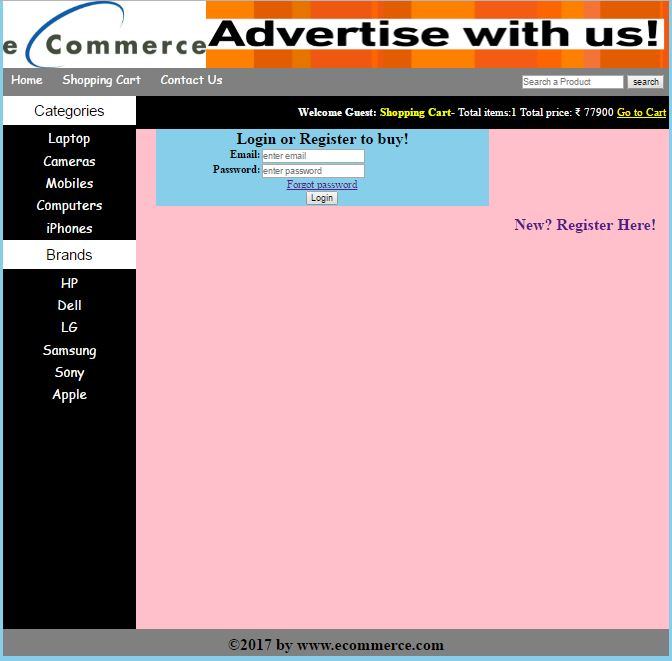 e Commerce
Advertise with us!
Home Shopping Cart Contact Us
Search a Product search
Categories
Welcome Guest: Shopping Cart- Total items:1 Total price: ₹ 77900 Go to Cart
Laptop
Cameras
Mobiles
Computers
iPhones
Brands
HP
Dell
LG
Samsung
Sony
Apple
Login or Register to buy!
Email: enter email
Password: enter password
Forgot password
Login
New? Register Here!
©2017 by www.ecommerce.com